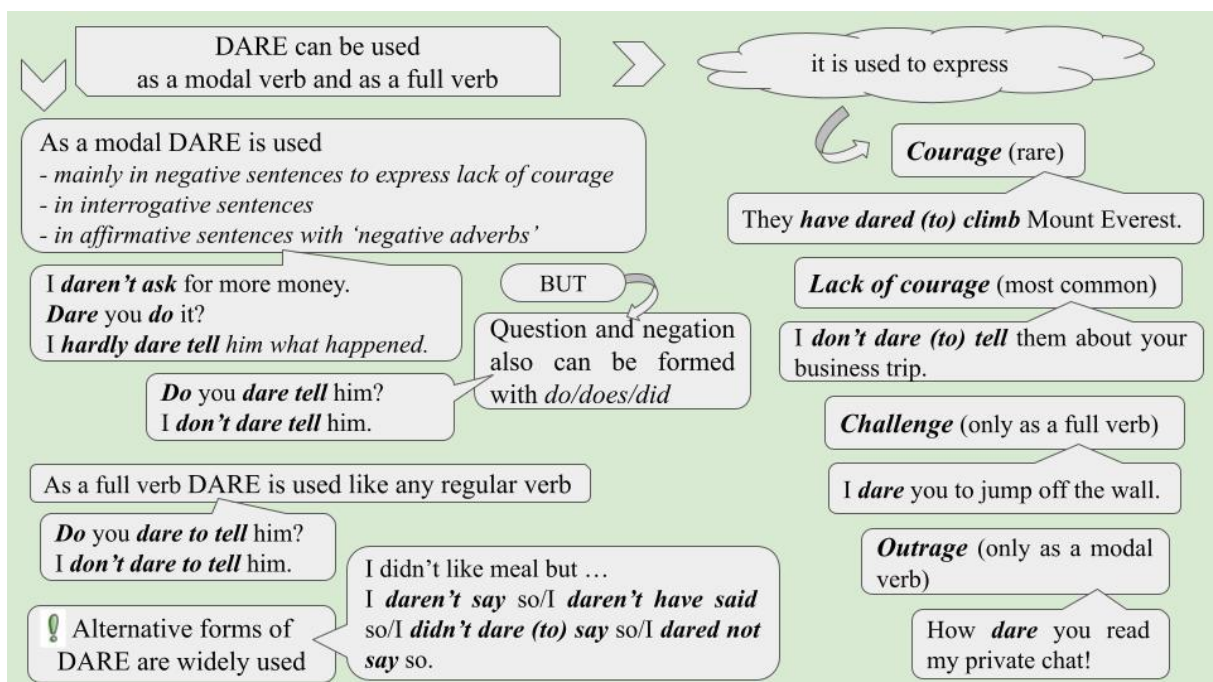 DARE can be used
as a modal verb and as a full verb
it is used to express
As a modal DARE is used
- mainly in negative sentences to express lack of courage
- in interrogative sentences
- in affirmative sentences with ‘negative adverbs’
I daren’t ask for more money.
Dare you do it?
I hardly dare tell him what happened.
BUT
Question and negation
also can be formed
with do/does/did
Do you dare tell him?
I don’t dare tell him.
As a full verb DARE is used like any regular verb
Do you dare to tell him?
I don’t dare to tell him.
Alternative forms of
DARE are widely used
I didn’t like meal but …
I daren’t say so/I daren’t have said
so/I didn’t dare (to) say so/I dared not
say so.
Courage (rare)
They have dared (to) climb Mount Everest.
Lack of courage (most common)
I don’t dare (to) tell them about your
business trip.
Challenge (only as a full verb)
I dare you to jump off the wall.
Outrage (only as a modal
verb)
How dare you read
my private chat!